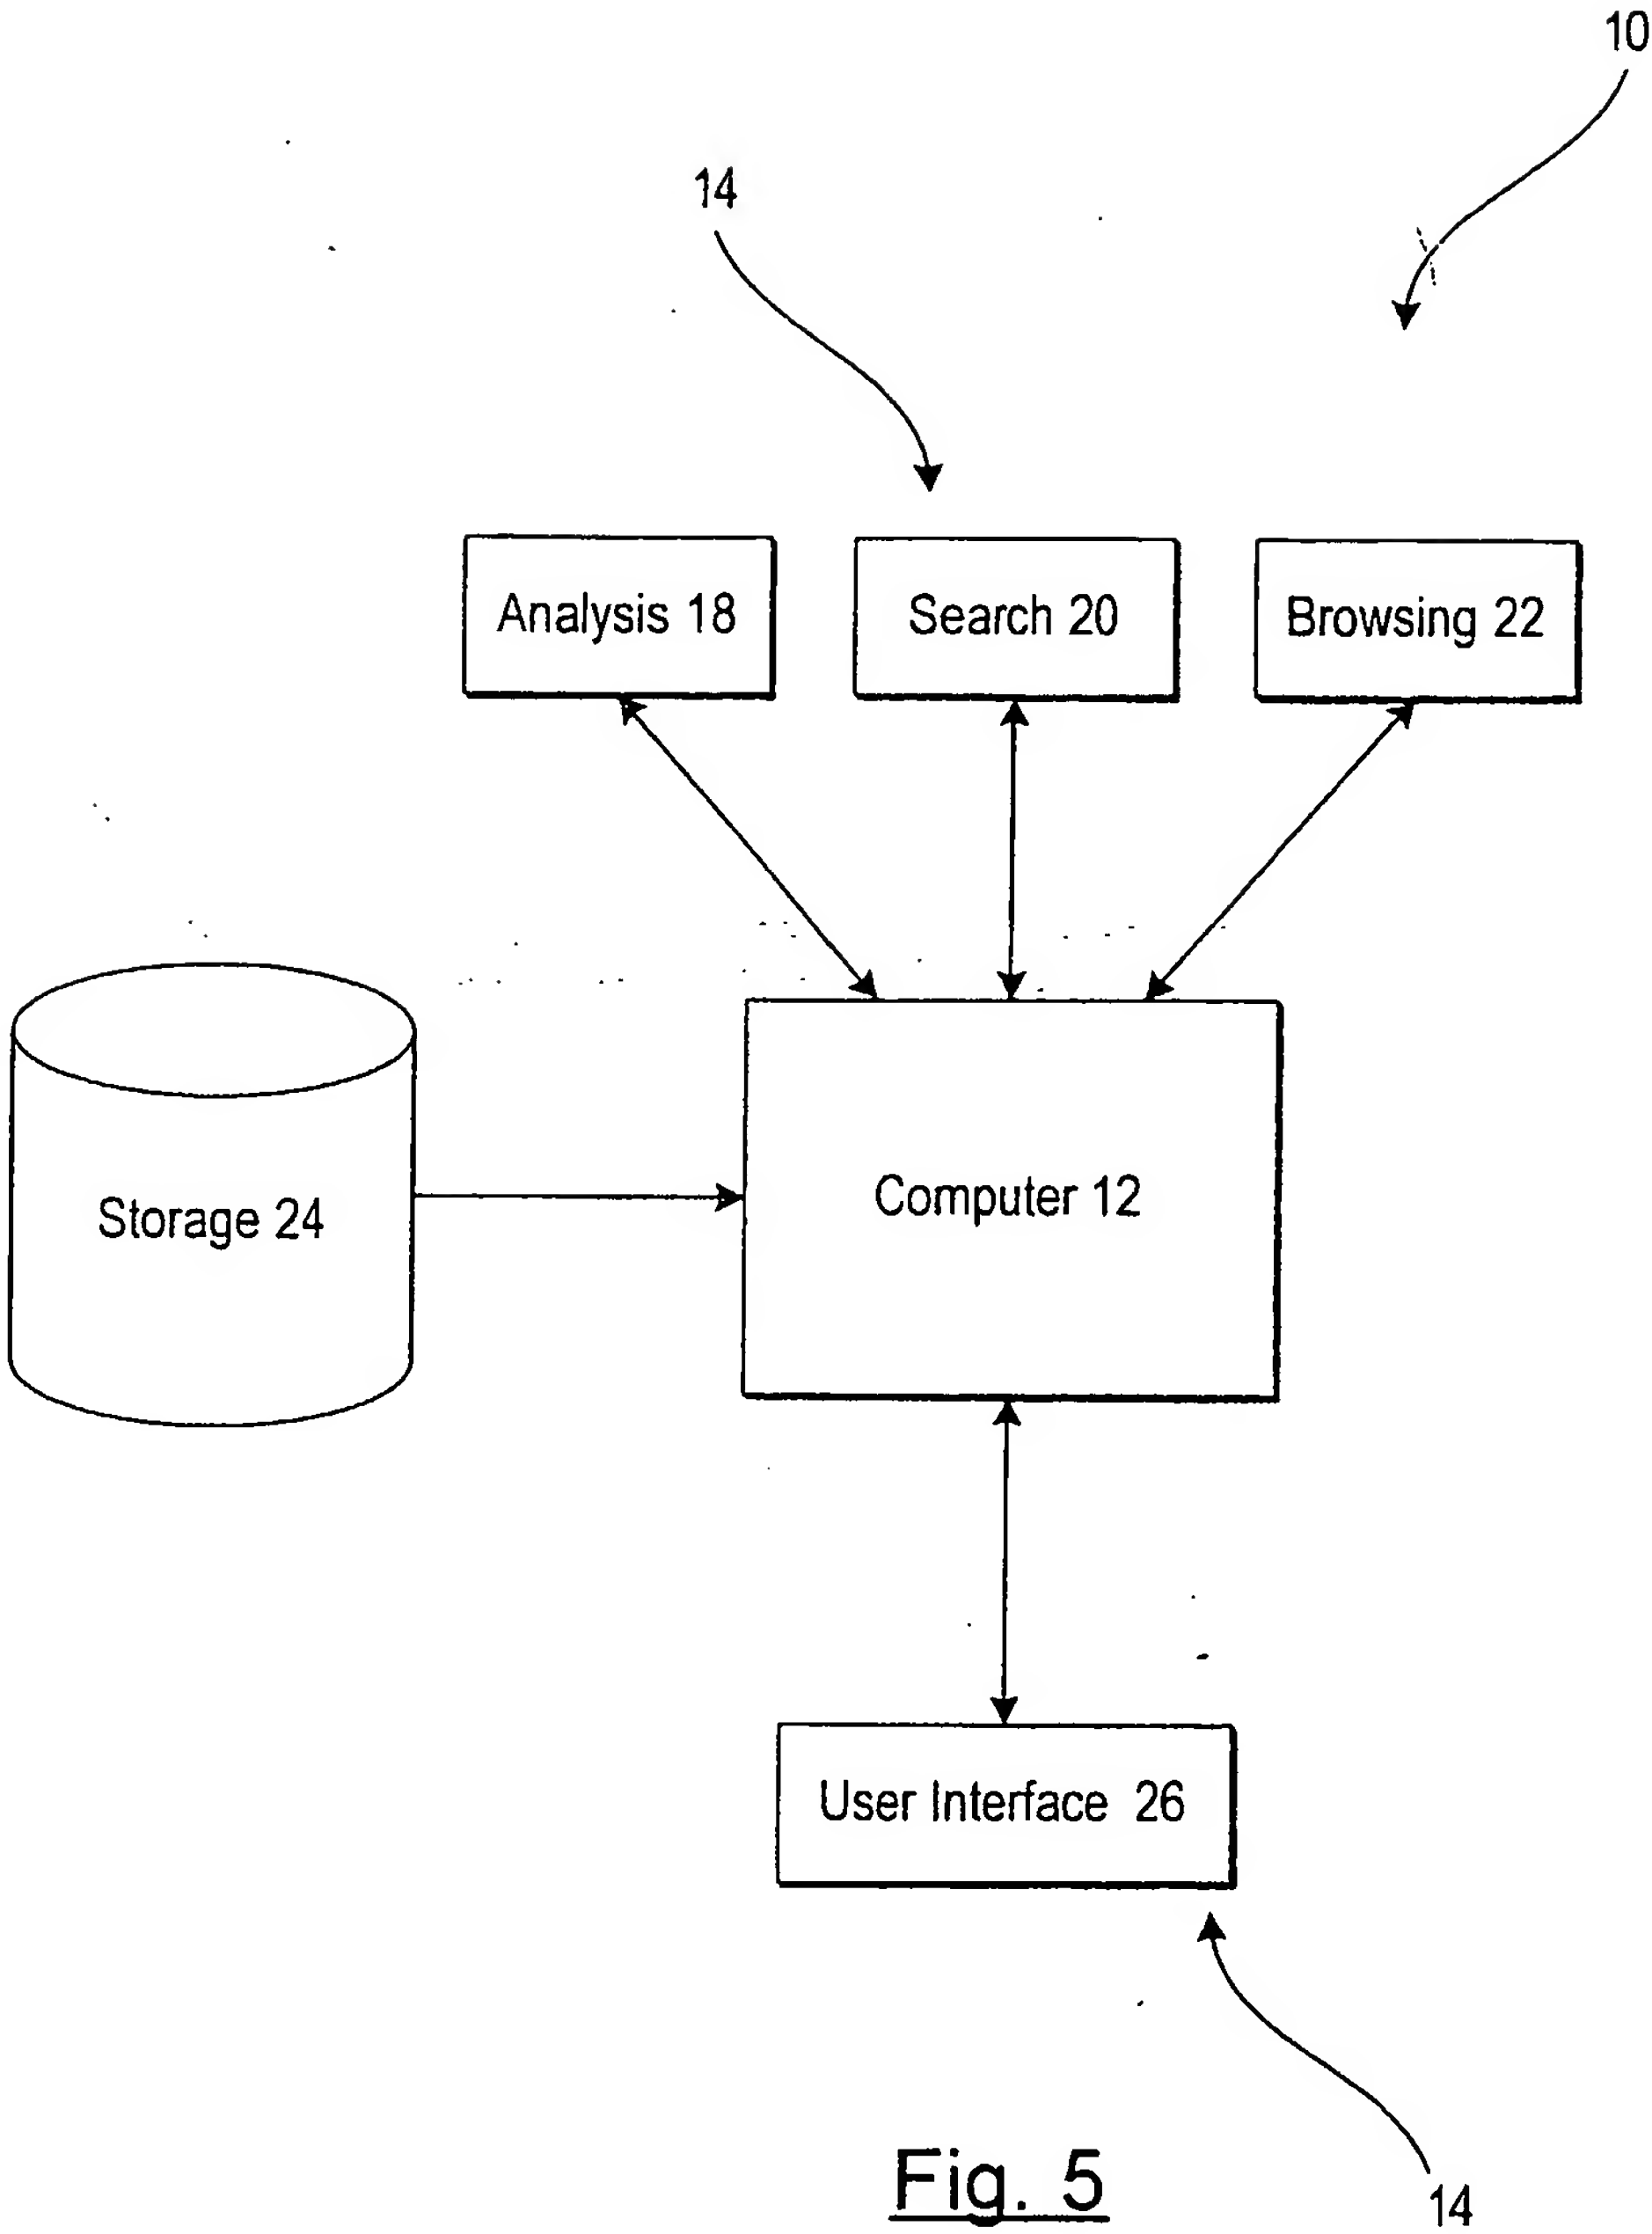 10
14
Analysis 18
Search 20
Browsing 22
Storage 24
Computer 12
User Interface 26
Fig. 5
14